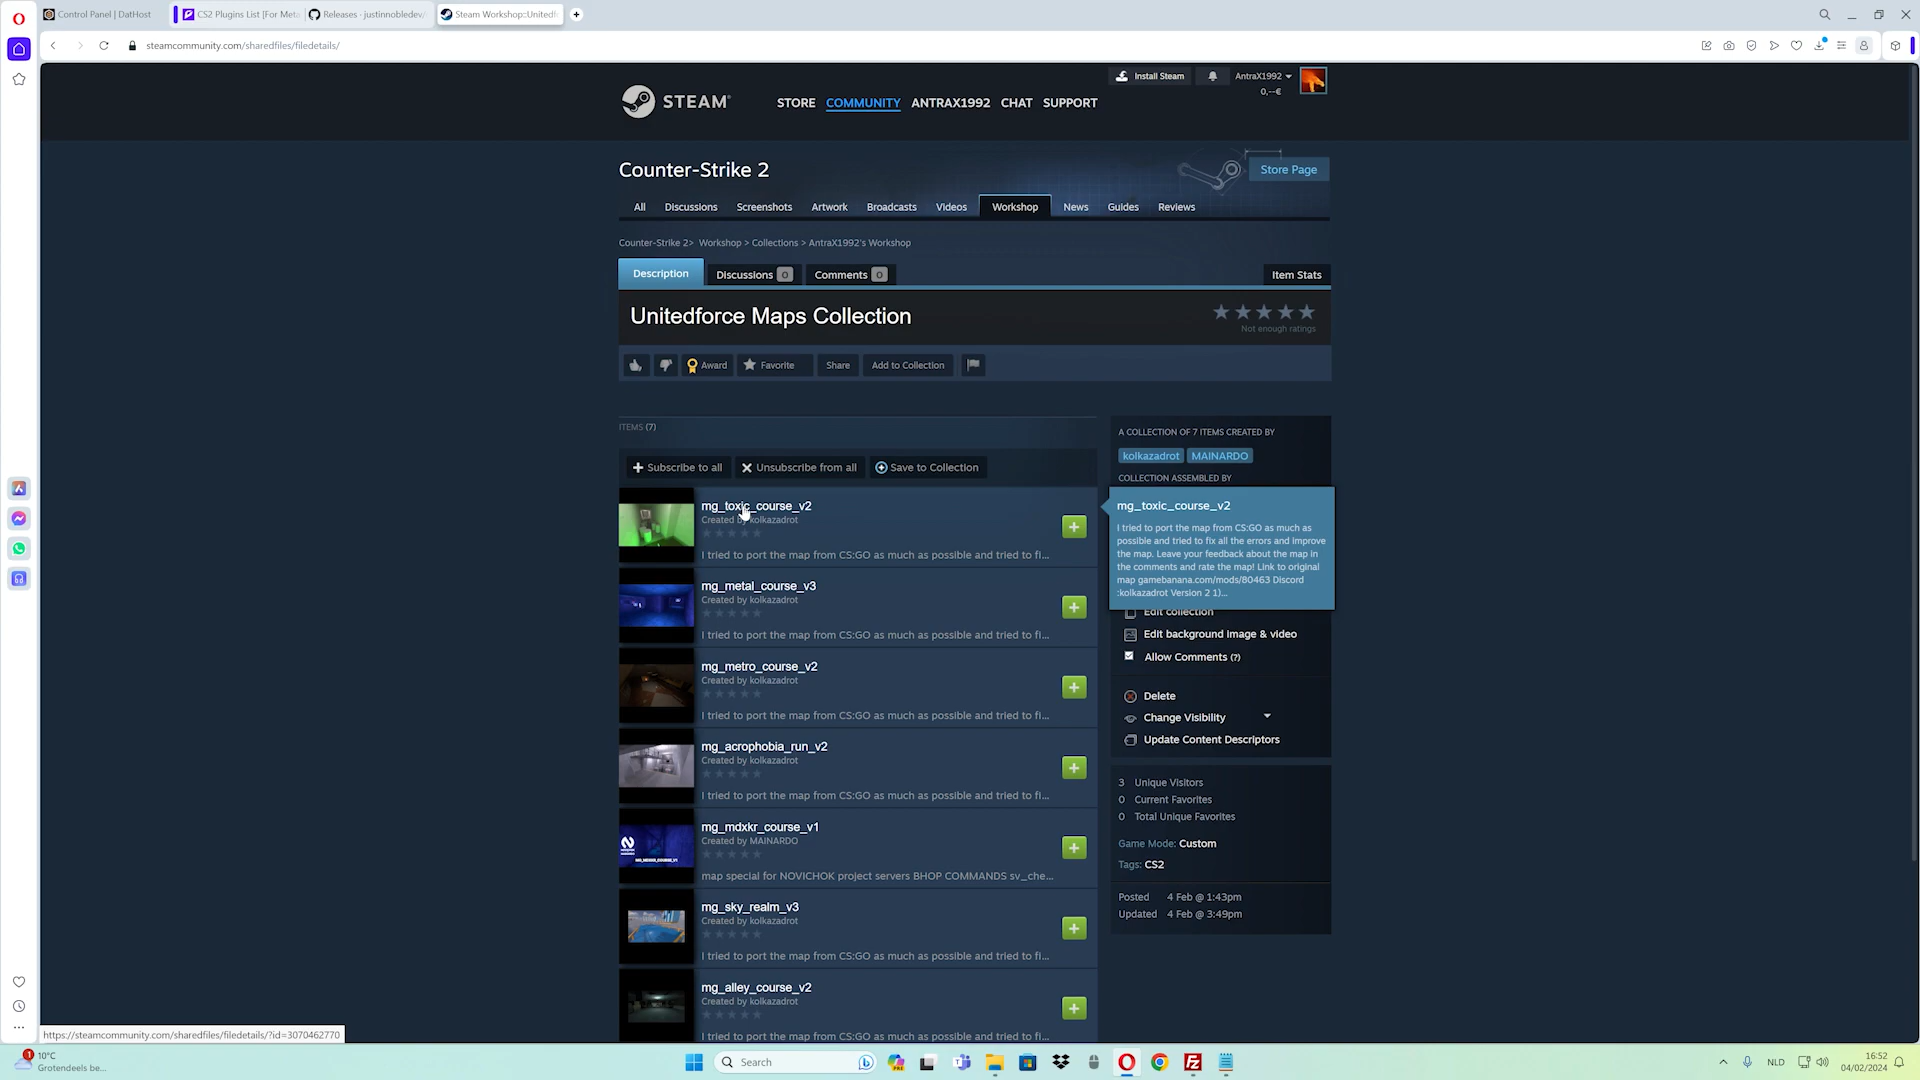 Control Panel | DatHost
CS2 Plugins List [For Met
Releases · justinnobledev/
Steam Workshop::Unitedf
steamcommunity.com/sharedfiles/filedetails/
Install Steam
AntraX1992
0,--€
STEAM
STORE COMMUNITY ANTRAX1992 CHAT SUPPORT
Counter-Strike 2
Store Page
All Discussions Screenshots Artwork Broadcasts Videos Workshop News Guides Reviews
Counter-Strike 2> Workshop > Collections > AntraX1992's Workshop
Description Discussions 0 Comments 0 Item Stats
Unitedforce Maps Collection
Not enough ratings
Award Favorite Share Add to Collection
ITEMS (7)
Subscribe to all Unsubscribe from all Save to Collection
mg_toxic_course_v2
Created by kolkazadrot
I tried to port the map from CS:GO as much as possible and tried to fi...
mg_metal_course_v3
Created by kolkazadrot
I tried to port the map from CS:GO as much as possible and tried to fi...
mg_metro_course_v2
Created by kolkazadrot
I tried to port the map from CS:GO as much as possible and tried to fi...
mg_acrophobia_run_v2
Created by kolkazadrot
I tried to port the map from CS:GO as much as possible and tried to fi...
mg_mdxkr_course_v1
Created by MAINARDO
map special for NOVICHOK project servers BHOP COMMANDS sv_che...
mg_sky_realm_v3
Created by kolkazadrot
I tried to port the map from CS:GO as much as possible and tried to fi...
mg_alley_course_v2
Created by kolkazadrot
I tried to port the map from CS:GO as much as possible and tried to fi...
A COLLECTION OF 7 ITEMS CREATED BY
kolkazadrot MAINARDO
COLLECTION ASSEMBLED BY
mg_toxic_course_v2
I tried to port the map from CS:GO as much as
possible and tried to fix all the errors and improve
the map. Leave your feedback about the map in
the comments and rate the map! Link to original
map gamebanana.com/mods/80463 Discord
:kolkazadrot Version 2 1)...
Edit collection
Edit background image & video
Allow Comments (?)
Delete
Change Visibility
Update Content Descriptors
3 Unique Visitors
0 Current Favorites
0 Total Unique Favorites
Game Mode: Custom
Tags: CS2
Posted 4 Feb @ 1:43pm
Updated 4 Feb @ 3:49pm
https://steamcommunity.com/sharedfiles/filedetails/?id=3070462770
1
10°C
Grotendeels be...
Search
NLD
16:52
04/02/2024